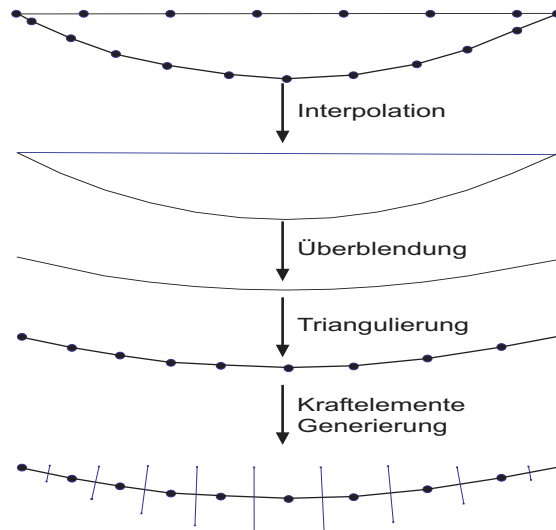 Interpolation
Überblendung
Triangulierung
Kraftelemente
Generierung